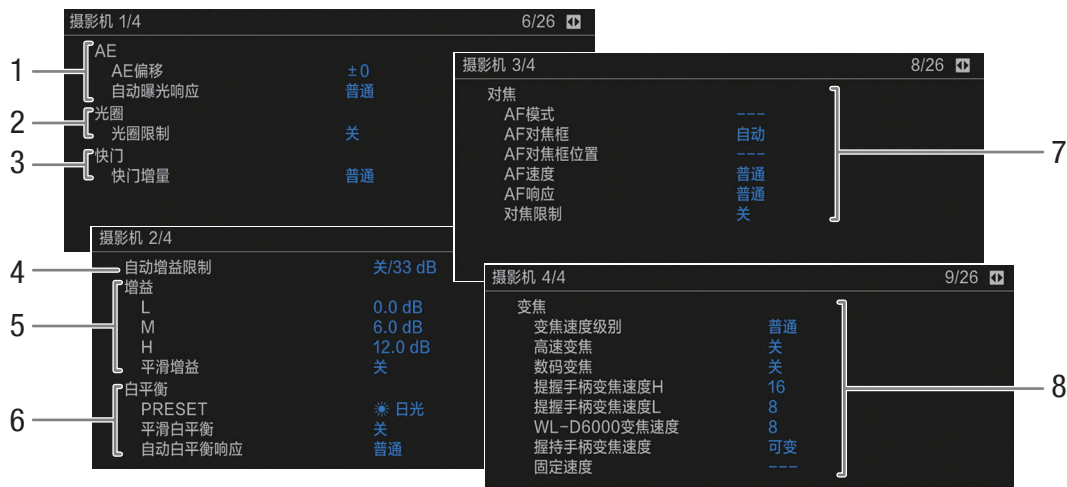 摄影机 1/4 6/26
1
AE
AE偏移 ±0
自动曝光响应 普通
2
光圈
光圈限制 关
3
快门
快门增量 普通
摄影机 2/4
4
自动增益限制 关/33 dB
5
增益
L 0.0 dB
M 6.0 dB
H 12.0 dB
平滑增益 关
6
白平衡
PRESET 日光
平滑白平衡 关
自动白平衡响应 普通
摄影机 3/4 8/26
对焦
AF模式 ---
AF对焦框 自动
AF对焦框位置 ---
AF速度 普通
AF响应 普通
对焦限制 关
7
摄影机 4/4 9/26
变焦
变焦速度级别 普通
高速变焦 关
数码变焦 关
提握手柄变焦速度H 16
提握手柄变焦速度L 8
WL-D6000变焦速度 8
握持手柄变焦速度 可变
固定速度 ---
8